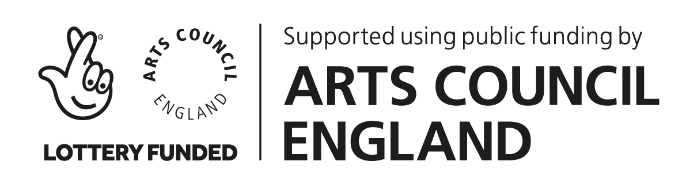 ARTS COUNCIL
ENGLAND
LOTTERY FUNDED
Supported using public funding by
ARTS COUNCIL
ENGLAND